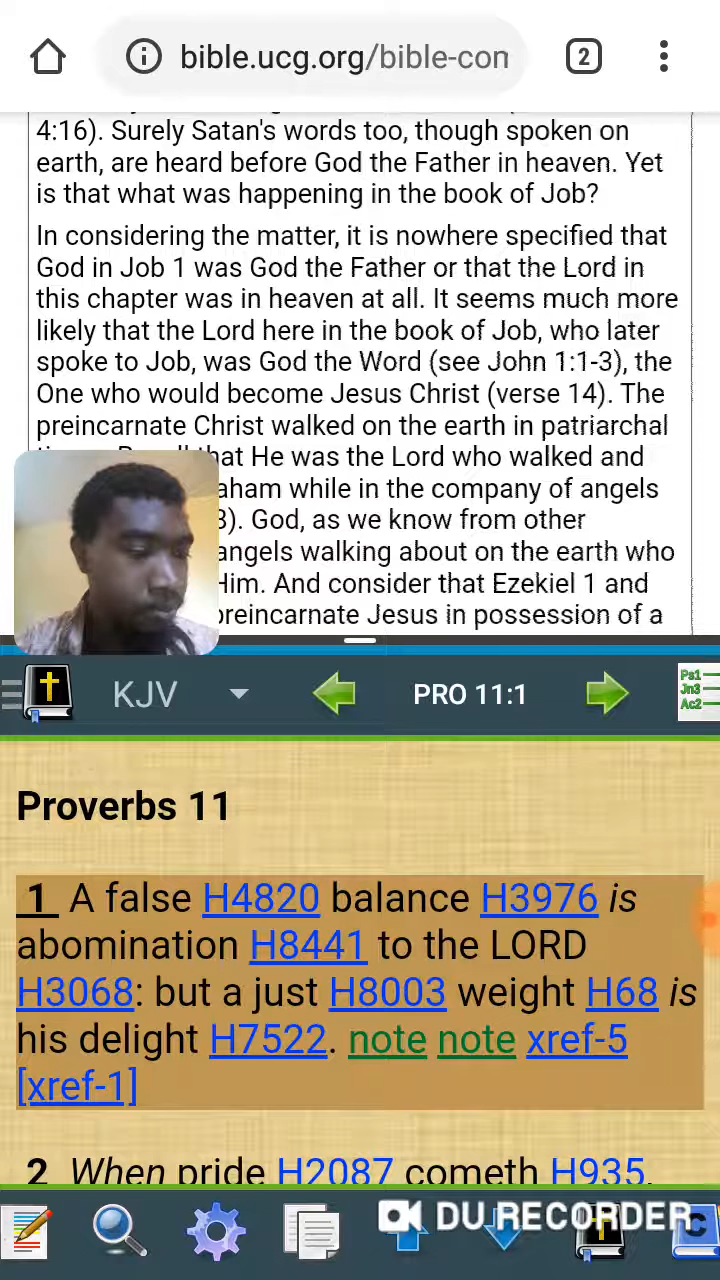 bible.ucg.org/bible-con
2
4:16). Surely Satan's words too, though spoken on
earth, are heard before God the Father in heaven. Yet
is that what was happening in the book of Job?
In considering the matter, it is nowhere specified that
God in Job 1 was God the Father or that the Lord in
this chapter was in heaven at all. It seems much more
likely that the Lord here in the book of Job, who later
spoke to Job, was God the Word (see John 1:1-3), the
One who would become Jesus Christ (verse 14). The
preincarnate Christ walked on the earth in patriarchal
that He was the Lord who walked and
aham while in the company of angels
3). God, as we know from other
angels walking about on the earth who
Him. And consider that Ezekiel 1 and
preincarnate Jesus in possession of a
KJV
PRO 11:1
Ps1
Jn3
Ac2
Proverbs 11
1 A false H4820 balance H3976 is
abomination H8441 to the LORD
H3068: but a just H8003 weight H68 is
his delight H7522. note note xref-5
[xref-1]
2 When pride H2087 cometh H935,
DU RECORDER
C